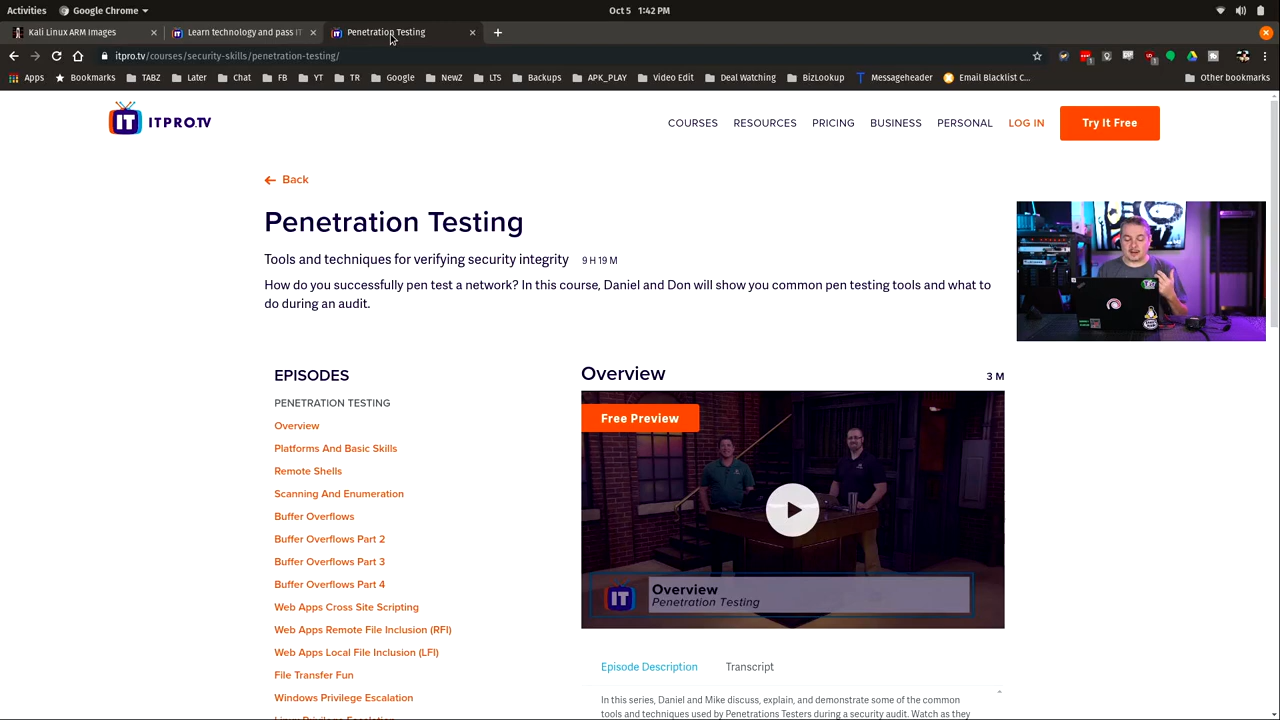 Activities
Google Chrome
Oct 5 1:42 PM
Kali Linux ARM Images
Learn technology and pass IT
Penetration Testing
itpro.tv/courses/security-skills/penetration-testing/
Apps
Bookmarks
TABZ
Later
Chat
FB
YT
TR
Google
NewZ
LTS
Backups
APK_PLAY
Video Edit
Deal Watching
BizLookup
Messageheader
Email Blacklist C...
Other bookmarks
IT ITPRO.TV
COURSES
RESOURCES
PRICING
BUSINESS
PERSONAL
LOG IN
Try It Free
Back
Penetration Testing
Tools and techniques for verifying security integrity 9 H 19 M
How do you successfully pen test a network? In this course, Daniel and Don will show you common pen testing tools and what to
do during an audit.
EPISODES
PENETRATION TESTING
Overview
Platforms And Basic Skills
Remote Shells
Scanning And Enumeration
Buffer Overflows
Buffer Overflows Part 2
Buffer Overflows Part 3
Buffer Overflows Part 4
Web Apps Cross Site Scripting
Web Apps Remote File Inclusion (RFI)
Web Apps Local File Inclusion (LFI)
File Transfer Fun
Windows Privilege Escalation
Linux Privilege Escalation
Overview
3 M
Free Preview
IT
Overview
Penetration Testing
Episode Description
Transcript
In this series, Daniel and Mike discuss, explain, and demonstrate some of the common
tools and techniques used by Penetrations Testers during a security audit. Watch as they